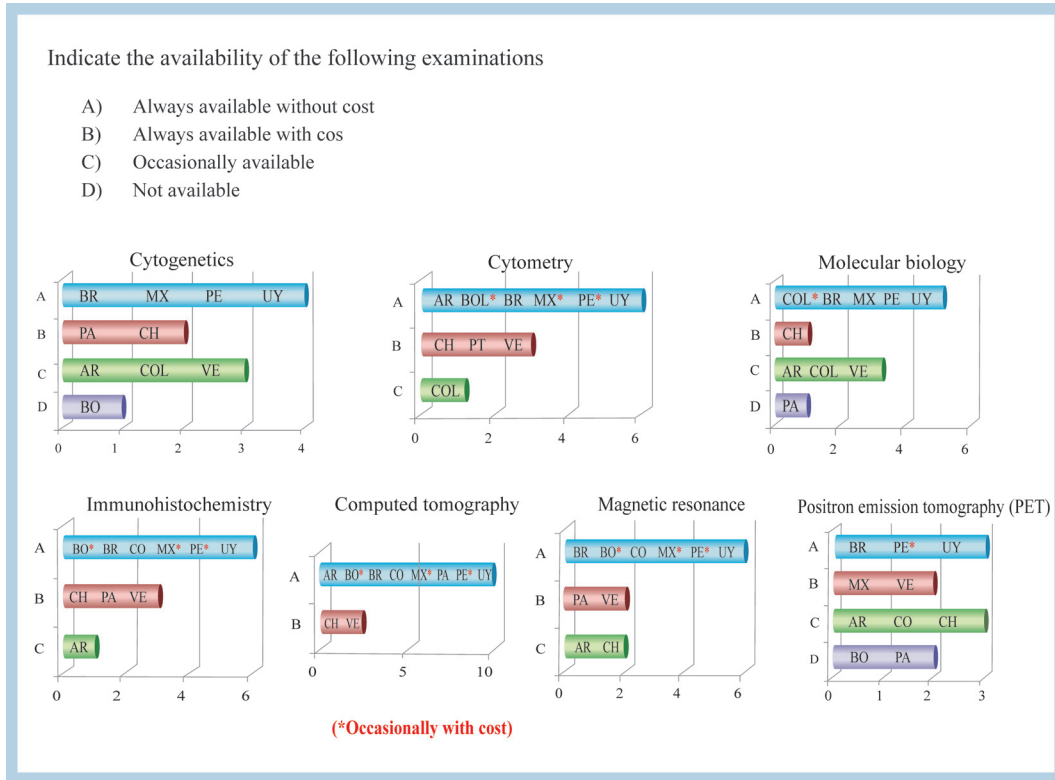 Indicate the availability of the following examinations
A) Always available without cost
B) Always available with cos
C) Occasionally available
D) Not available
Cytogenetics
A BR MX PE UY
B PA CH
C AR COL VE
D BO
0 1 2 3 4
Cytometry
A AR BOL* BR MX* PE* UY
B CH PT VE
C COL
0 2 4 6
Molecular biology
A COL* BR MX PE UY
B CH
C AR COL VE
D PA
0 2 4 6
Immunohistochemistry
A BO* BR CO MX* PE* UY
B CH PA VE
C AR
0 2 4 6
Computed tomography
A AR BO* BR CO MX* PA PE* UY
B CH VE
0 5 10
Magnetic resonance
A BR BO* CO MX* PE* UY
B PA VE
C AR CH
0 2 4 6
Positron emission tomography (PET)
A BR PE* UY
B MX VE
C AR CO CH
D BO PA
0 1 2 3
(*Occasionally with cost)